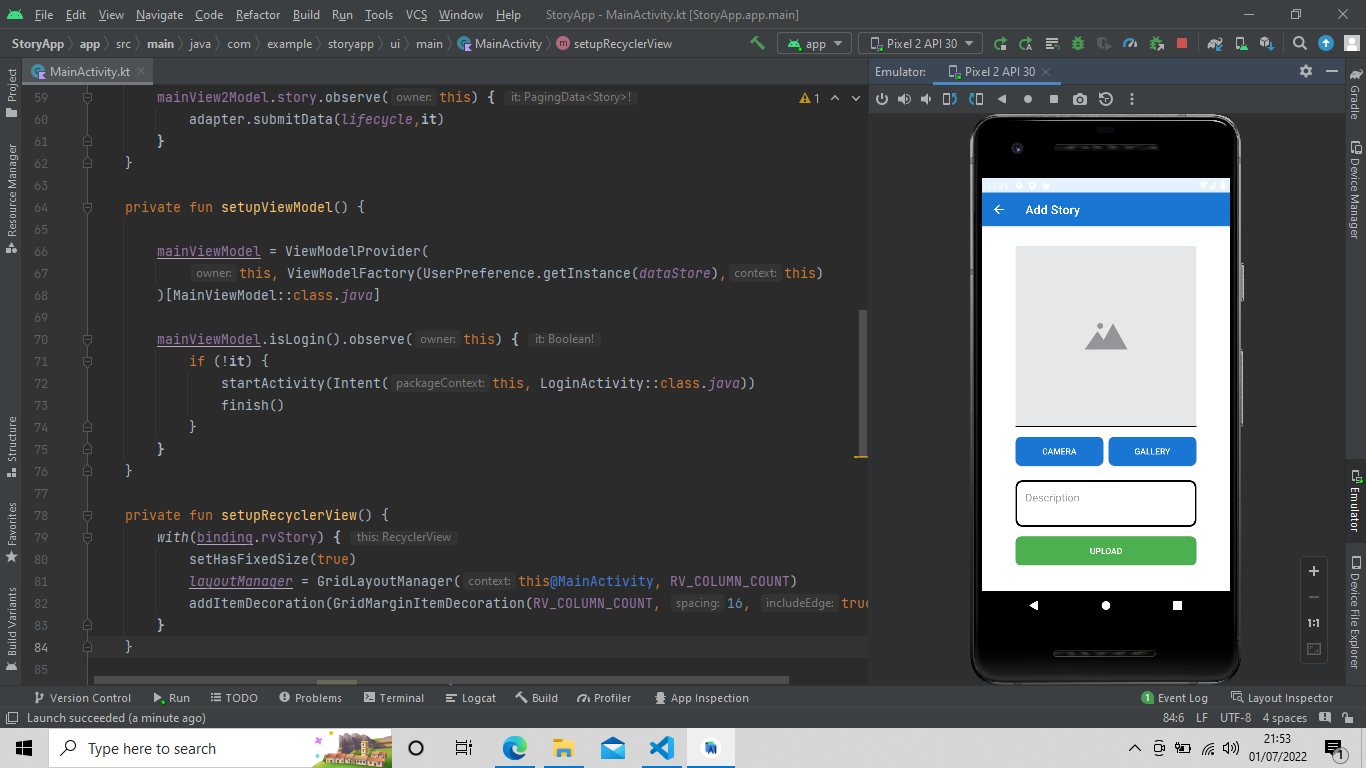 File Edit View Navigate Code Refactor Build Run Tools VCS Window Help StoryApp - MainActivity.kt [StoryApp.app.main]
StoryApp app src main java com example storyapp ui main MainActivity setupRecyclerView app Pixel 2 API 30
MainActivity.kt
Emulator: Pixel 2 API 30
Project
Resource Manager
Structure
Favorites
Build Variants
59 mainView2Model.story.observe( owner: this) { it: PagingData<Story>!
1
60 adapter.submitData(lifecycle,it)
61 }
62 }
63
64 private fun setupViewModel() {
65
66 mainViewModel = ViewModelProvider(
67 owner: this, ViewModelFactory(UserPreference.getInstance(dataStore), context: this)
68 )[MainViewModel::class.java]
69
70 mainViewModel.isLogin().observe( owner: this) { it: Boolean!
71 if (!it) {
72 startActivity(Intent( packageContext: this, LoginActivity::class.java))
73 finish()
74 }
75 }
76 }
77
78 private fun setupRecyclerView() {
79 with(binding.rvStory) { this: RecyclerView
80 setHasFixedSize(true)
81 layoutManager = GridLayoutManager( context: this@MainActivity, RV_COLUMN_COUNT)
82 addItemDecoration(GridMarginItemDecoration(RV_COLUMN_COUNT, spacing: 16, includeEdge: true
83 }
84 }
85
Add Story
CAMERA GALLERY
Description
UPLOAD
1:1
Gradle
Device Manager
Emulator
Device File Explorer
Version Control Run TODO Problems Terminal Logcat Build Profiler App Inspection 1 Event Log Layout Inspector
Launch succeeded (a minute ago) 84:6 LF UTF-8 4 spaces
Type here to search
21:53
01/07/2022
1